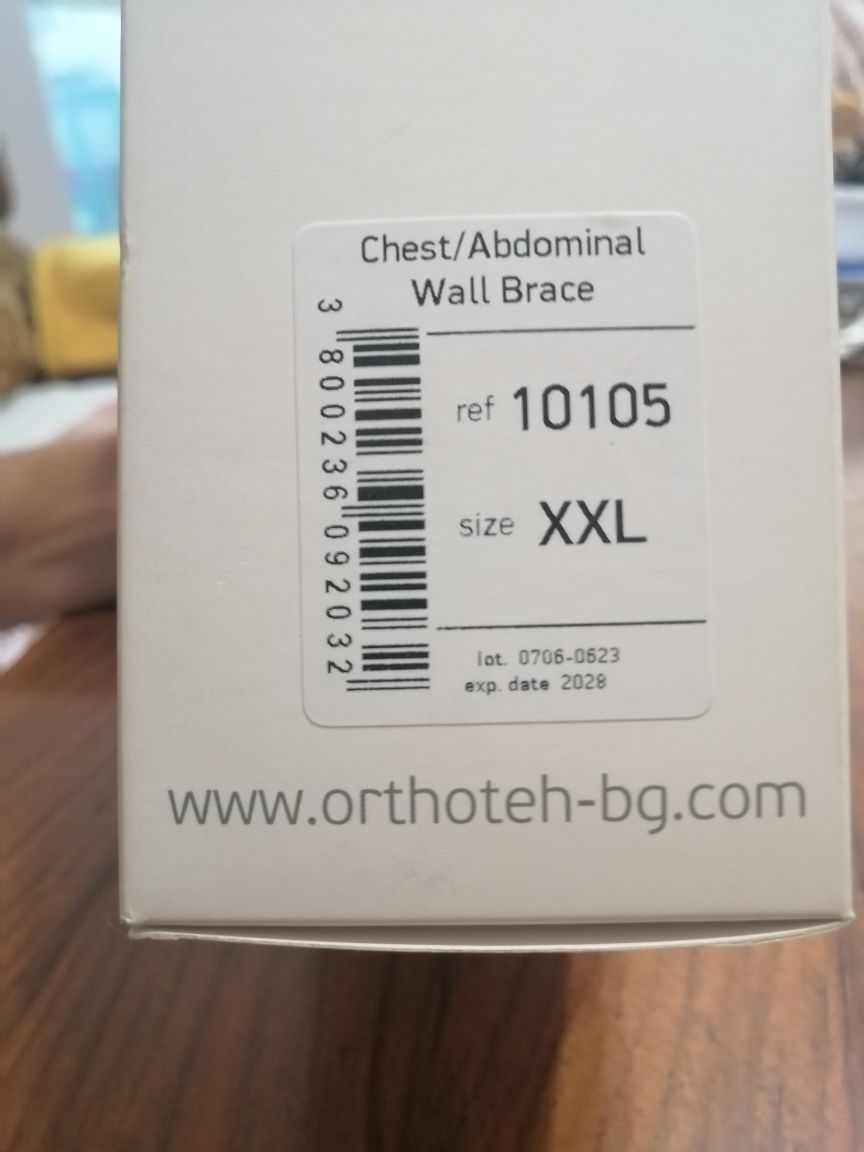 Chest/Abdominal
Wall Brace
3 800236 092032
ref 10105
size XXL
lot. 0706-0623
exp. date 2028
www.orthoteh-bg.com